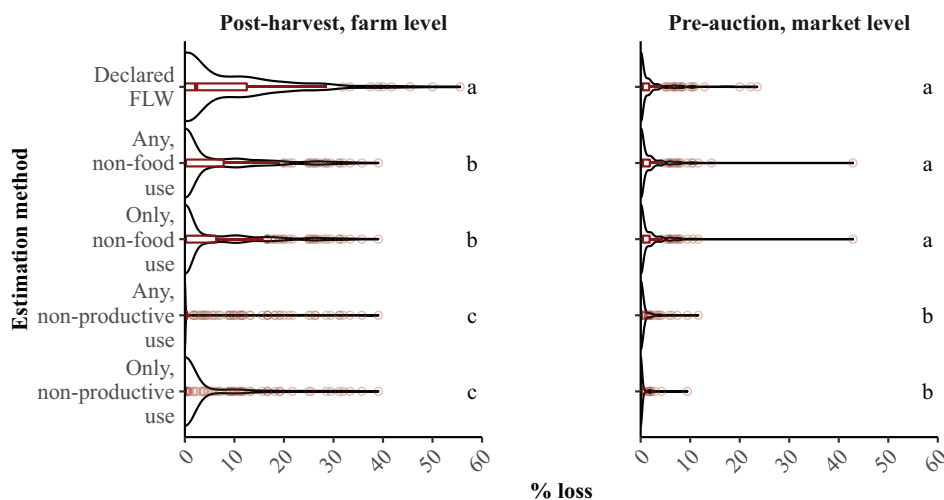 Post-harvest, farm level
Pre-auction, market level
Estimation method
Declared
FLW
a
a
Any,
non-food
use
b
a
Only,
non-food
use
b
a
Any,
non-productive
use
c
b
Only,
non-productive
use
c
b
0 10 20 30 40 50 60
0 10 20 30 40 50 60
% loss